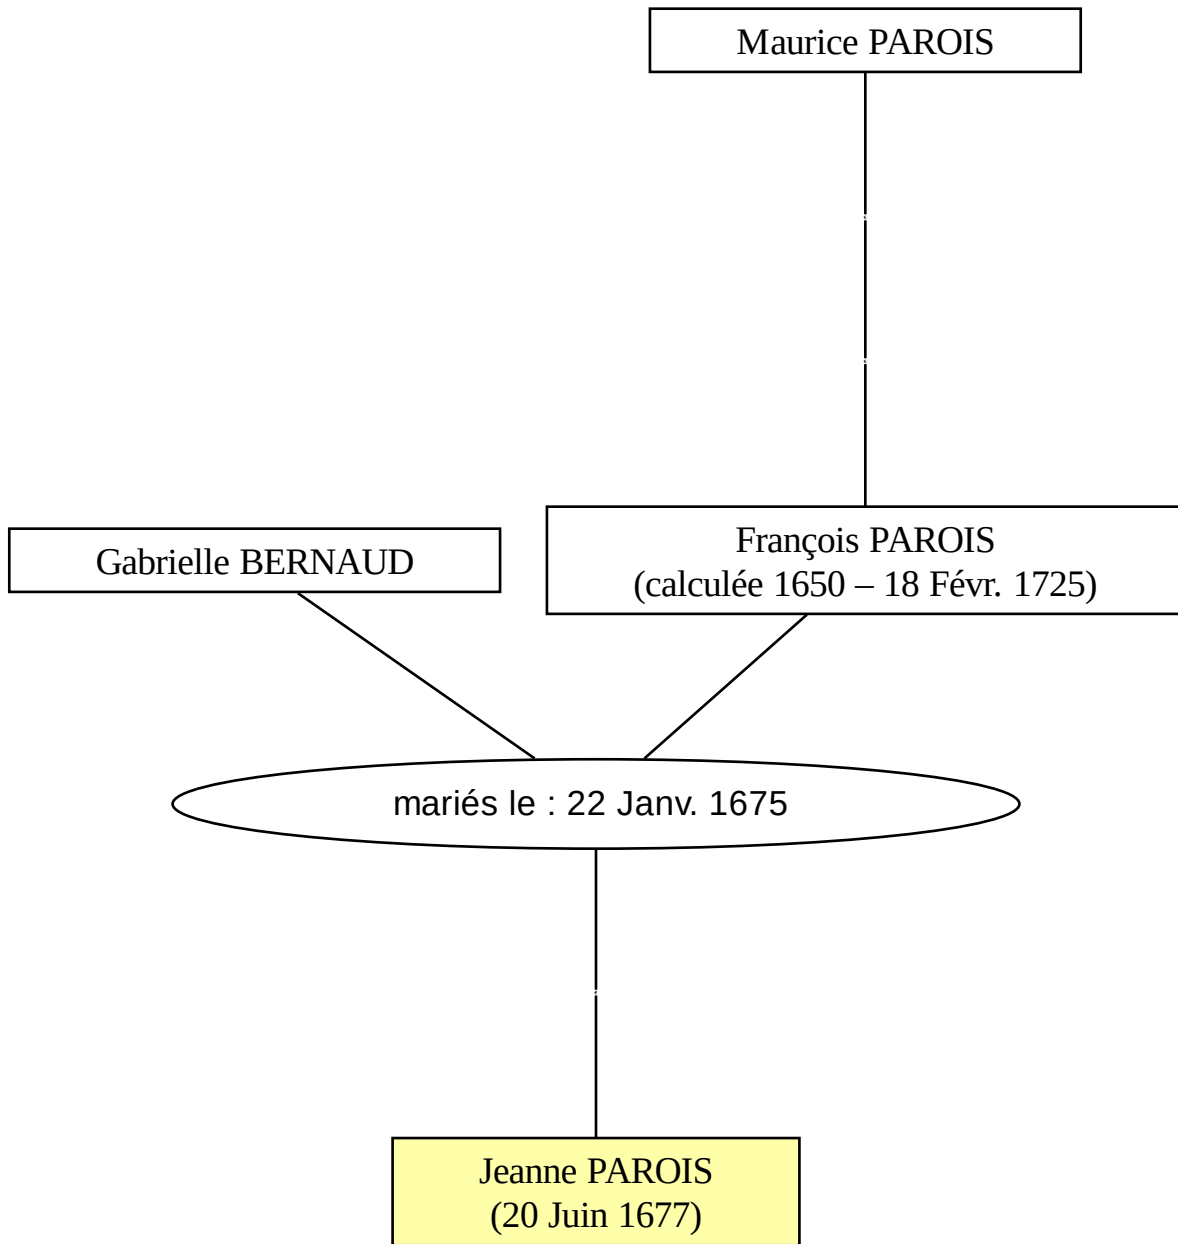 Maurice PAROIS
Gabrielle BERNAUD
François PAROIS
(calculée 1650 – 18 Févr. 1725)
mariés le : 22 Janv. 1675
Jeanne PAROIS
(20 Juin 1677)